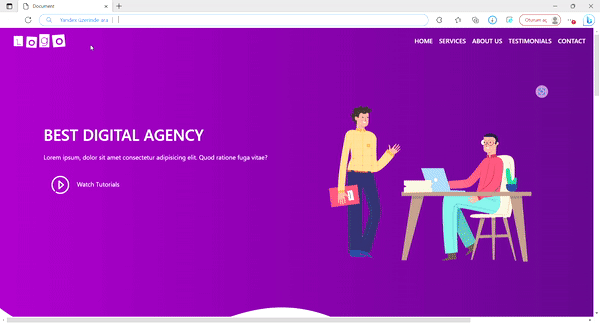 Document
Yandex üzerinde ara
Oturum aç
LOGO
HOME SERVICES ABOUT US TESTIMONIALS CONTACT
BEST DIGITAL AGENCY
Lorem ipsum, dolor sit amet consectetur adipisicing elit. Quod ratione fuga vitae?
Watch Tutorials